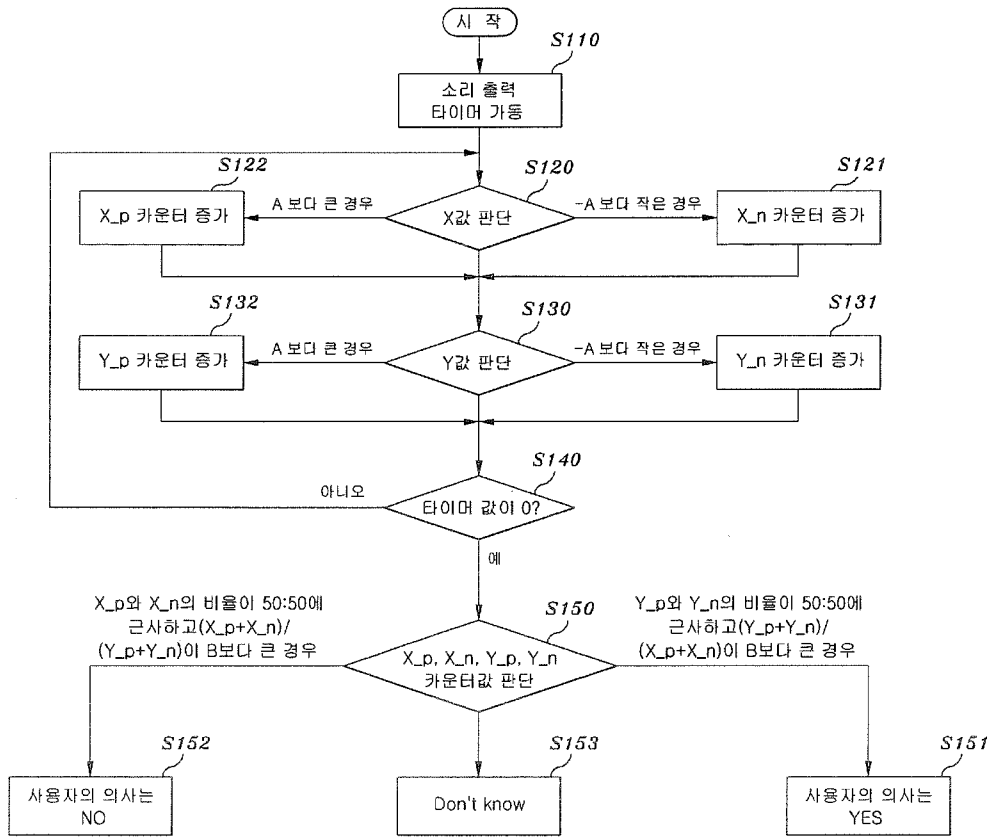 시 작
S110
소리 출력
타이머 가동
S122
S120
S121
X_p 카운터 증가
A 보다 큰 경우
X값 판단
-A 보다 작은 경우
X_n 카운터 증가
S132
S130
S131
Y_p 카운터 증가
A 보다 큰 경우
Y값 판단
-A 보다 작은 경우
Y_n 카운터 증가
S140
아니오
타이머 값이 0?
예
X_p와 X_n의 비율이 50:50에
근사하고(X_p+X_n)/
(Y_p+Y_n)이 B보다 큰 경우
S150
Y_p와 Y_n의 비율이 50:50에
근사하고(Y_p+Y_n)/
(X_p+X_n)이 B보다 큰 경우
X_p, X_n, Y_p, Y_n
카운터값 판단
S152
S153
S151
사용자의 의사는
NO
Don't know
사용자의 의사는
YES